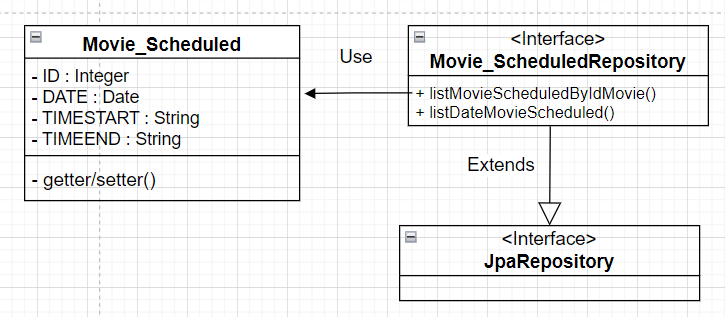 Movie_Scheduled
- ID : Integer
- DATE : Date
- TIMESTART : String
- TIMEEND : String
- getter/setter()
Use
<Interface>
Movie_ScheduledRepository
+ listMovieScheduledByIdMovie()
+ listDateMovieScheduled()
Extends
<Interface>
JpaRepository